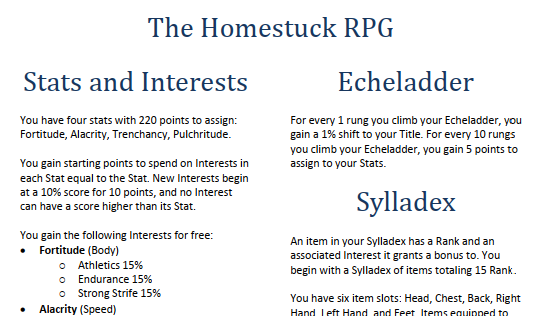 The Homestuck RPG
Stats and Interests
You have four stats with 220 points to assign:
Fortitude, Alacrity, Trenchancy, Pulchritude.
You gain starting points to spend on Interests in
each Stat equal to the Stat. New Interests begin
at a 10% score for 10 points, and no Interest
can have a score higher than its Stat.
You gain the following Interests for free:
• Fortitude (Body)
o Athletics 15%
o Endurance 15%
o Strong Strife 15%
• Alacrity (Speed)
Echeladder
For every 1 rung you climb your Echeladder, you
gain a 1% shift to your Title. For every 10 rungs
you climb your Echeladder, you gain 5 points to
assign to your Stats.
Sylladex
An item in your Sylladex has a Rank and an
associated Interest it grants a bonus to. You
begin with a Sylladex of items totaling 15 Rank.
You have six item slots: Head, Chest, Back, Right
Hand, Left Hand, and Feet. Items equipped to